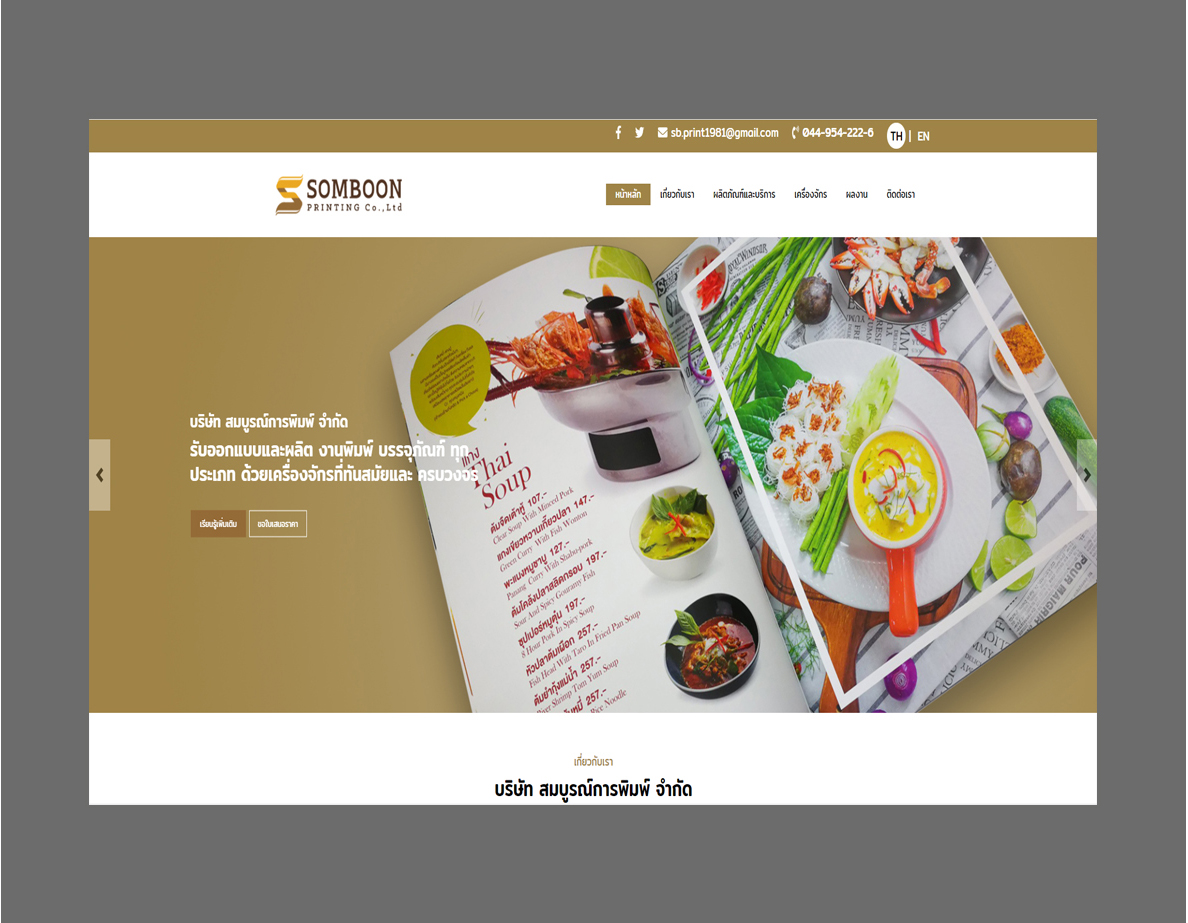 sb.print1981@gmail.com 044-954-222-6 TH | EN
SOMBOON
PRINTING Co.,Ltd
หน้าหลัก เกี่ยวกับเรา ผลิตภัณฑ์และบริการ เครื่องจักร ผลงาน ติดต่อเรา
บริษัท สมบูรณ์การพิมพ์ จำกัด
รับออกแบบและผลิต งานพิมพ์ บรรจุภัณฑ์ ทุก
ประเภท ด้วยเครื่องจักรที่ทันสมัยและ ครบวงจร
เรียนรู้เพิ่มเติม ขอใบเสนอราคา
แกง
Thai
Soup
ต้มจืดเต้าหู้ 107.-
Clear Soup With Minced Pork
แกงเขียวหวานเกี๊ยวปลา 147.-
Green Curry With Fish Wonton
พะแนงหมูชาบู 127.-
Panang Curry With Shabu-pork
ต้มโคล้งปลาสลิดกรอบ 197.-
Sour And Spicy Gouramy Fish
ซุปเปอร์หมูตุ๋น 197.-
8 Hour Pork In Spicy Soup
หัวปลาต้มเผือก 257.-
Fish Head With Taro In Fried Pan Soup
ต้มยำกุ้งแม่น้ำ 257.-
River Shrimp Tom Yum Soup
257.-
Rice Noodle
เกี่ยวกับเรา
บริษัท สมบูรณ์การพิมพ์ จำกัด